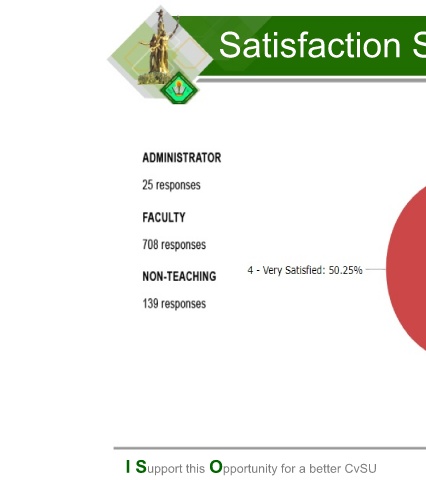 Satisfaction S
ADMINISTRATOR
25 responses
FACULTY
708 responses
NON-TEACHING
4 - Very Satisfied: 50.25%
139 responses
I Support this Opportunity for a better CvSU